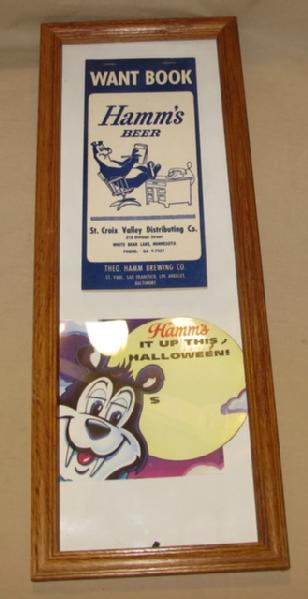 WANT BOOK
Hamm's
BEER
St. Croix Valley Distributing Co.
WHITE BEAR LAKE, MINNESOTA
THEO. HAMM BREWING CO.
ST. PAUL, SAN FRANCISCO, LOS ANGELES,
BALTIMORE
Hamm's
IT UP THIS
HALLOWEEN!
S